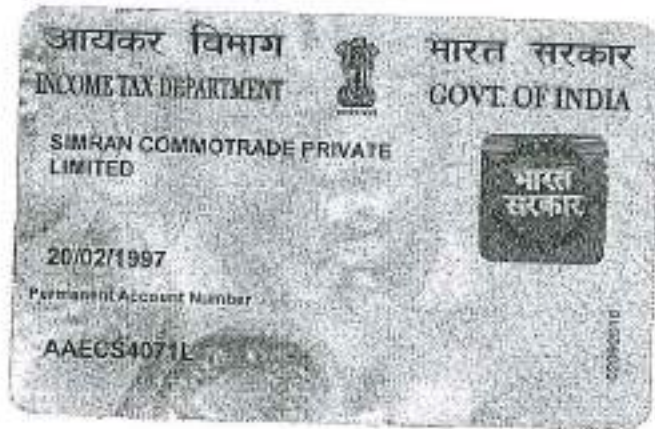 आयकर विभाग
भारत सरकार
INCOME TAX DEPARTMENT
GOVT. OF INDIA
SIMRAN COMMOTRADE PRIVATE
LIMITED
भारत
सरकार
20/02/1997
Permanent Account Number
AAECS4071L